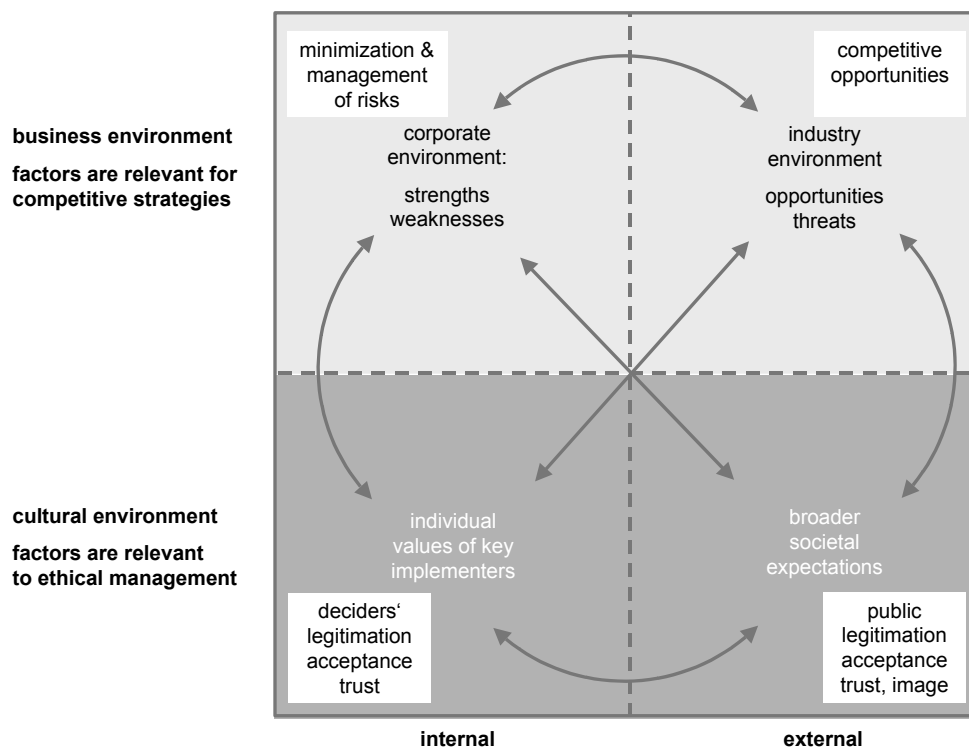 minimization &
management
of risks
competitive
opportunities
business environment
factors are relevant for
competitive strategies
corporate
environment:
strengths
weaknesses
industry
environment
opportunities
threats
cultural environment
factors are relevant
to ethical management
individual
values of key
implementers
broader
societal
expectations
deciders‘
legitimation
acceptance
trust
public
legitimation
acceptance
trust, image
internal
external